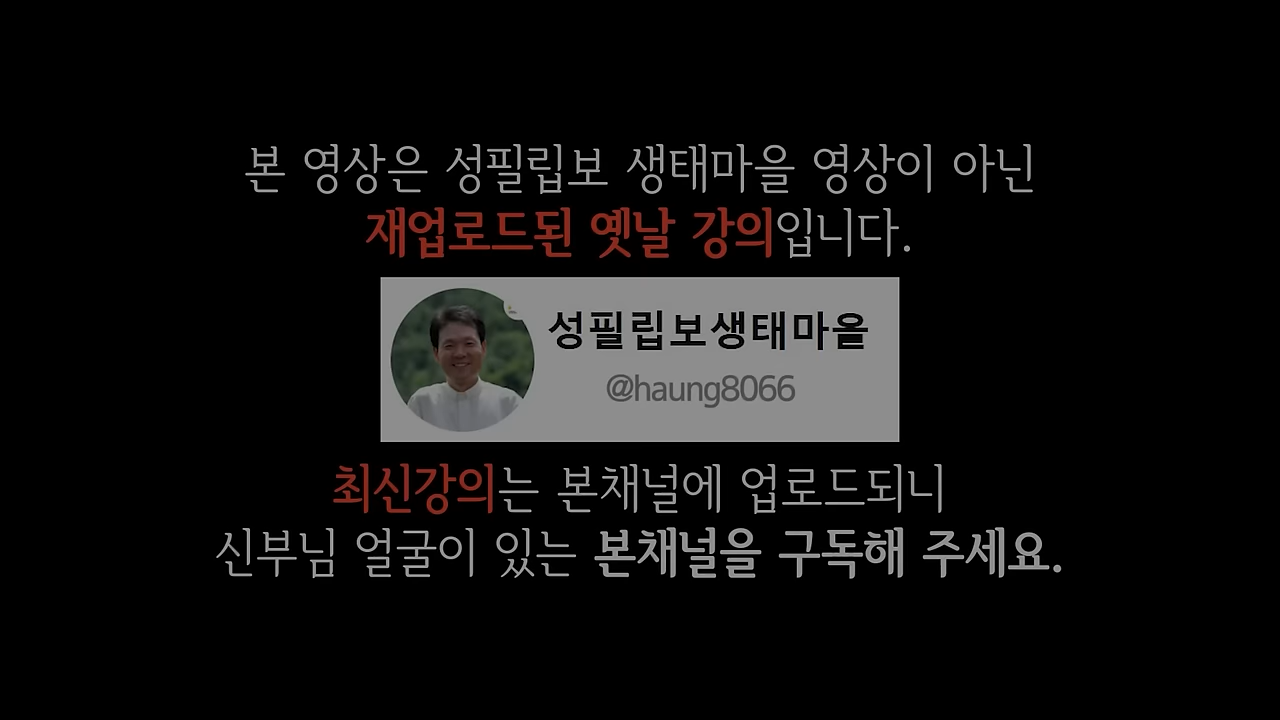 본 영상은 성필립보 생태마을 영상이 아닌
재업로드된 옛날 강의입니다.
성필립보생태마을
@haung8066
최신강의는 본채널에 업로드되니
신부님 얼굴이 있는 본채널을 구독해 주세요.